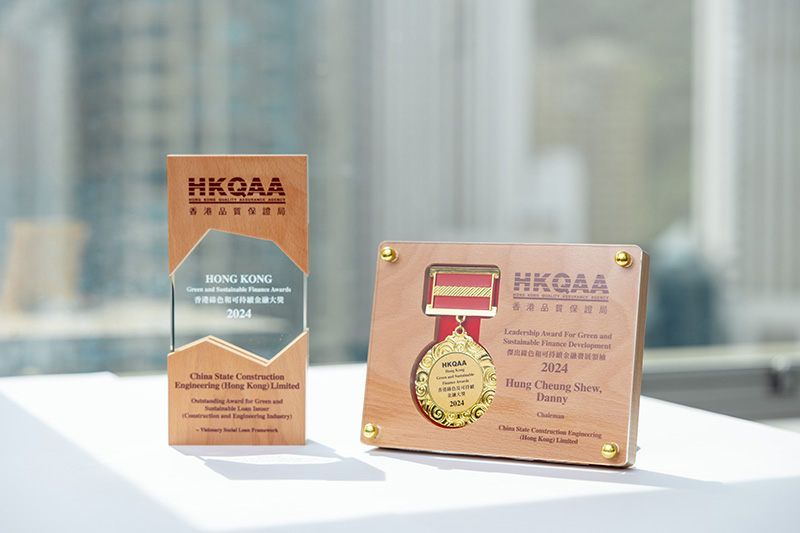 HKQAA
HONG KONG QUALITY ASSURANCE AGENCY
香港品質保證局
HONG KONG
Green and Sustainable Finance Awards
香港綠色和可持續金融大獎
2024
China State Construction
Engineering (Hong Kong) Limited
Outstanding Award for Green and
Sustainable Loan Issuer
(Construction and Engineering Industry)
– Visionary Social Loan Framework
HKQAA
Hong Kong
Green and Sustainable
Finance Awards
香港綠色和可持續
金融大獎
2024
HKQAA
HONG KONG QUALITY ASSURANCE AGENCY
香港品質保證局
Leadership Award For Green and
Sustainable Finance Development
傑出綠色和可持續金融發展領袖
2024
Hung Cheung Shew,
Danny
Chairman
China State Construction Engineering
(Hong Kong) Limited